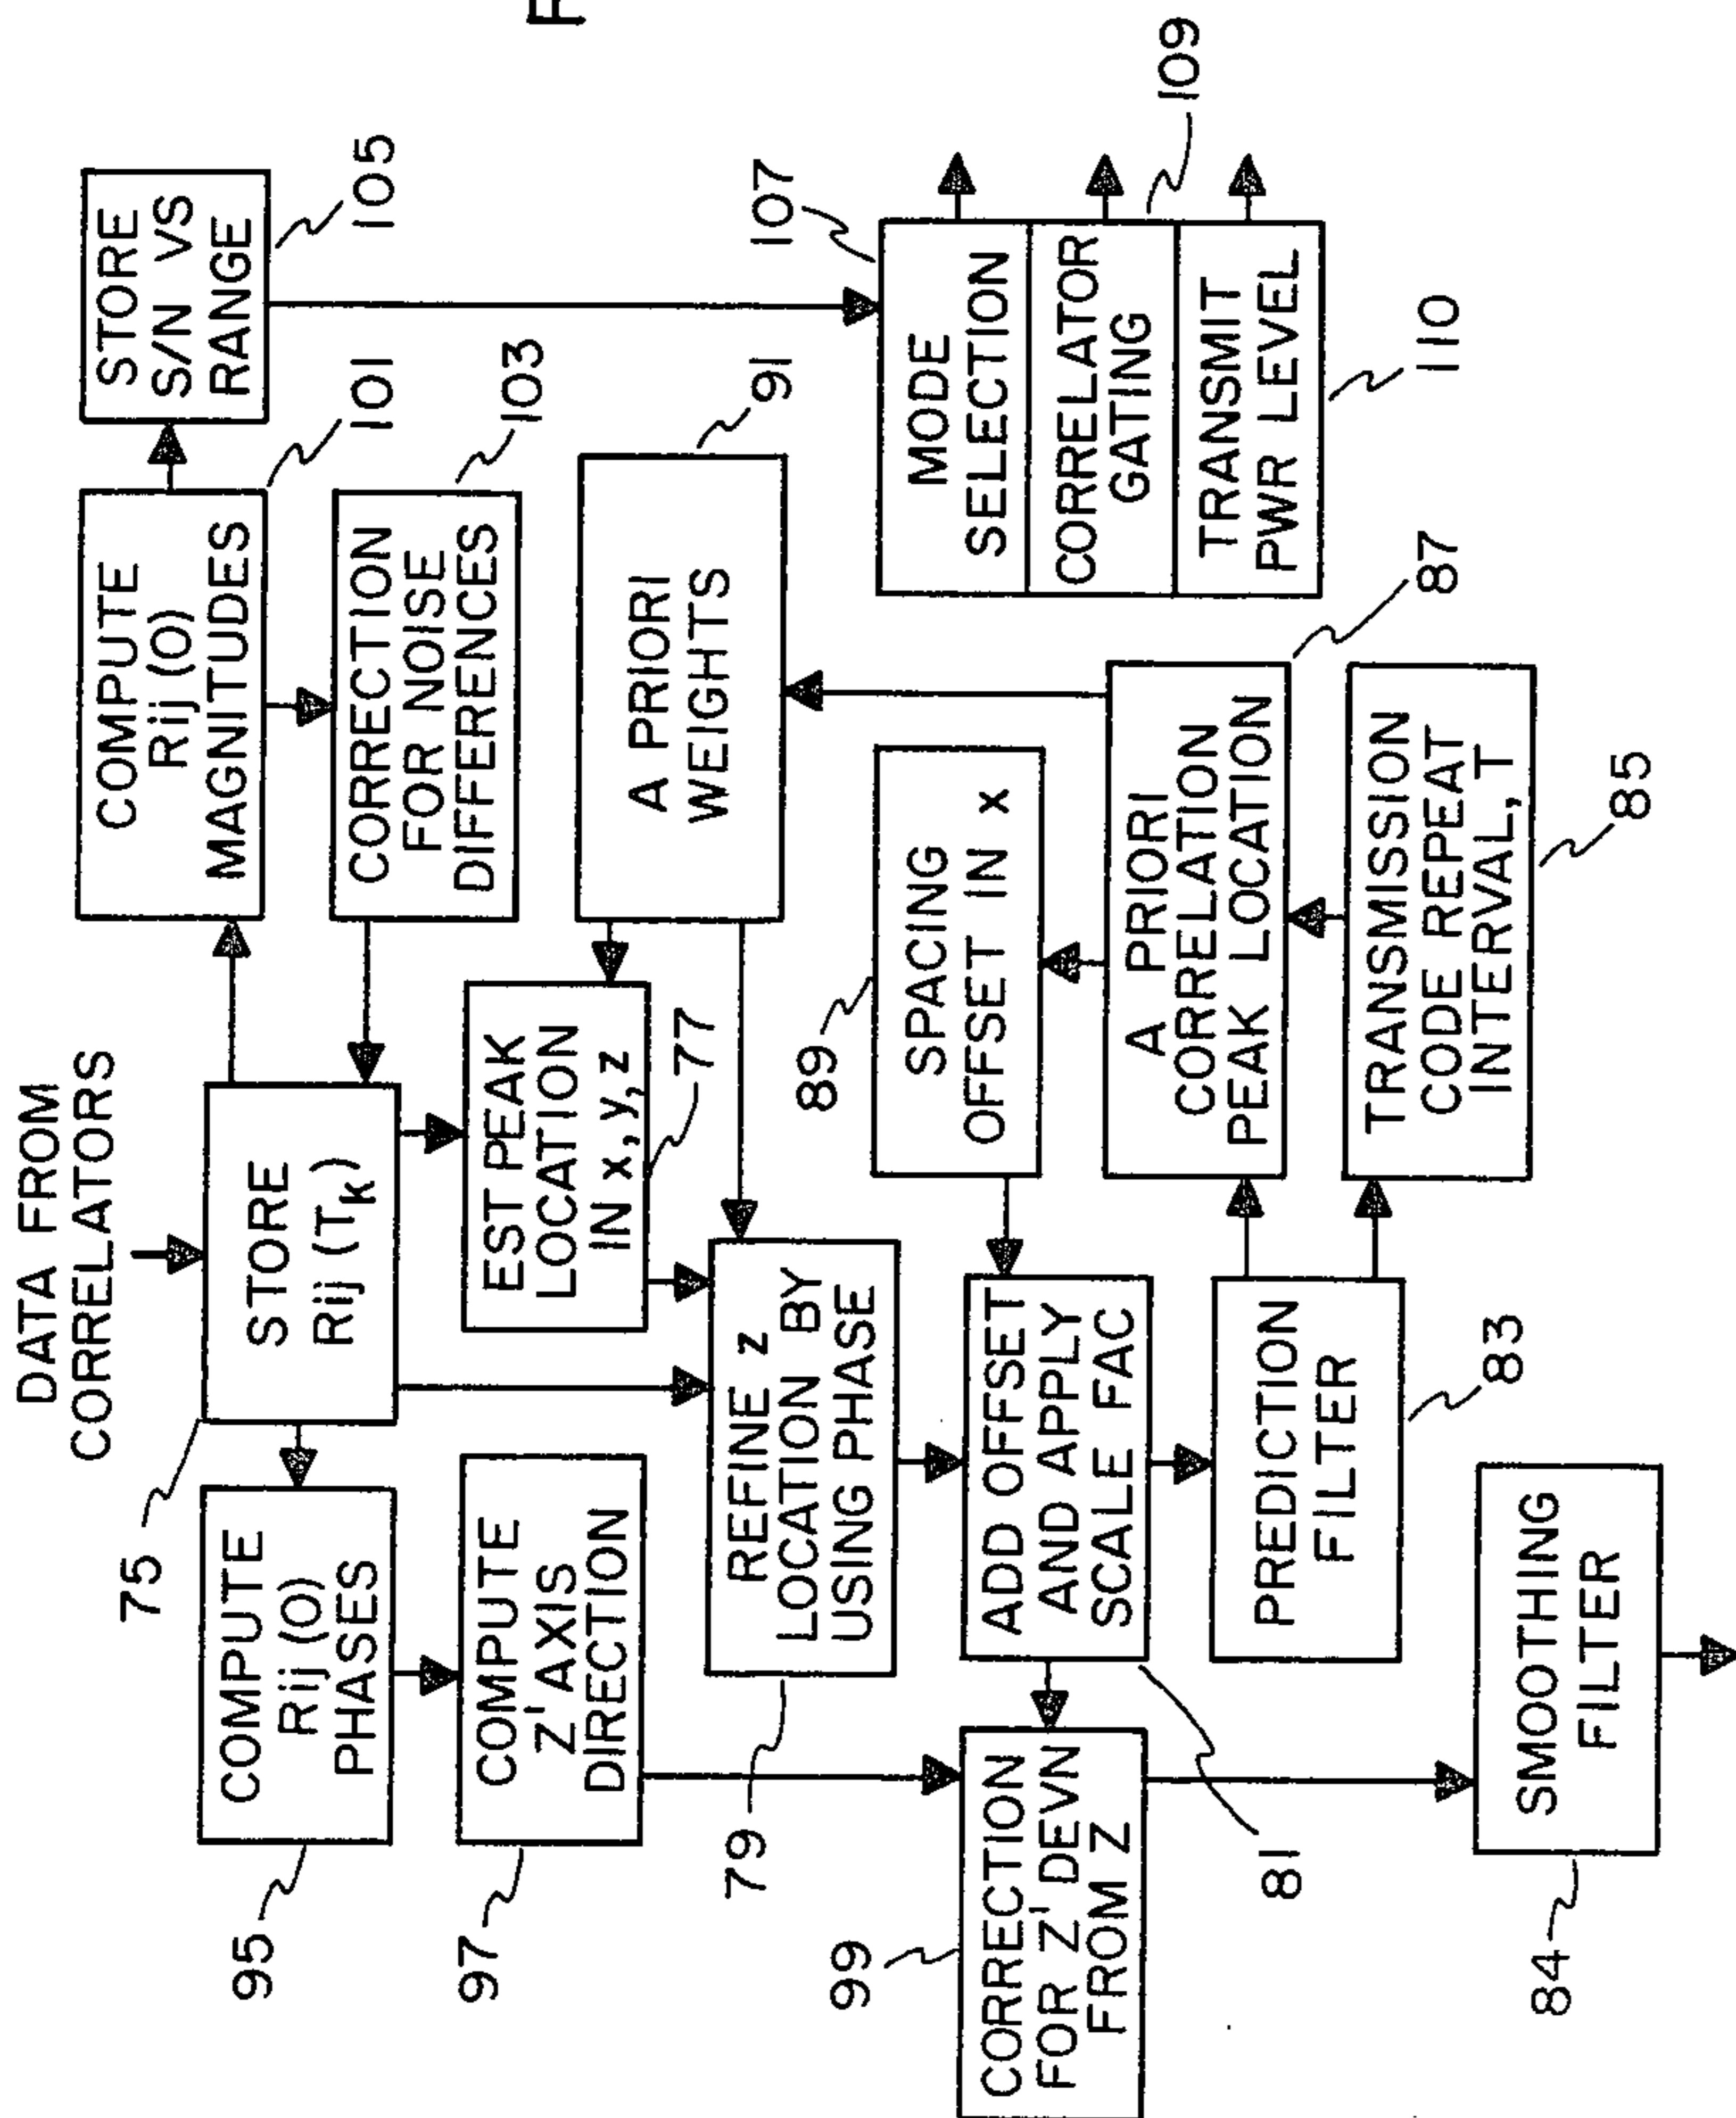 DATA FROM
CORRELATORS
75
STORE
Rij (Tk)
95
COMPUTE
Rij (0)
PHASES
COMPUTE
Rij (0)
MAGNITUDES
101
STORE
S/N VS
RANGE
105
97
COMPUTE
Z' AXIS
DIRECTION
CORRECTION
FOR NOISE
DIFFERENCES
103
EST PEAK
LOCATION
IN x, y, z
77
A PRIORI
WEIGHTS
91
79
REFINE z
LOCATION BY
USING PHASE
89
SPACING
OFFSET IN x
107
MODE
SELECTION
CORRELATOR
GATING
109
TRANSMIT
PWR LEVEL
110
99
CORRECTION
FOR Z' DEVN
FROM Z
ADD OFFSET
AND APPLY
SCALE FAC
81
A PRIORI
CORRELATION
PEAK LOCATION
87
PREDICTION
FILTER
83
TRANSMISSION
CODE REPEAT
INTERVAL, T
85
84
SMOOTHING
FILTER